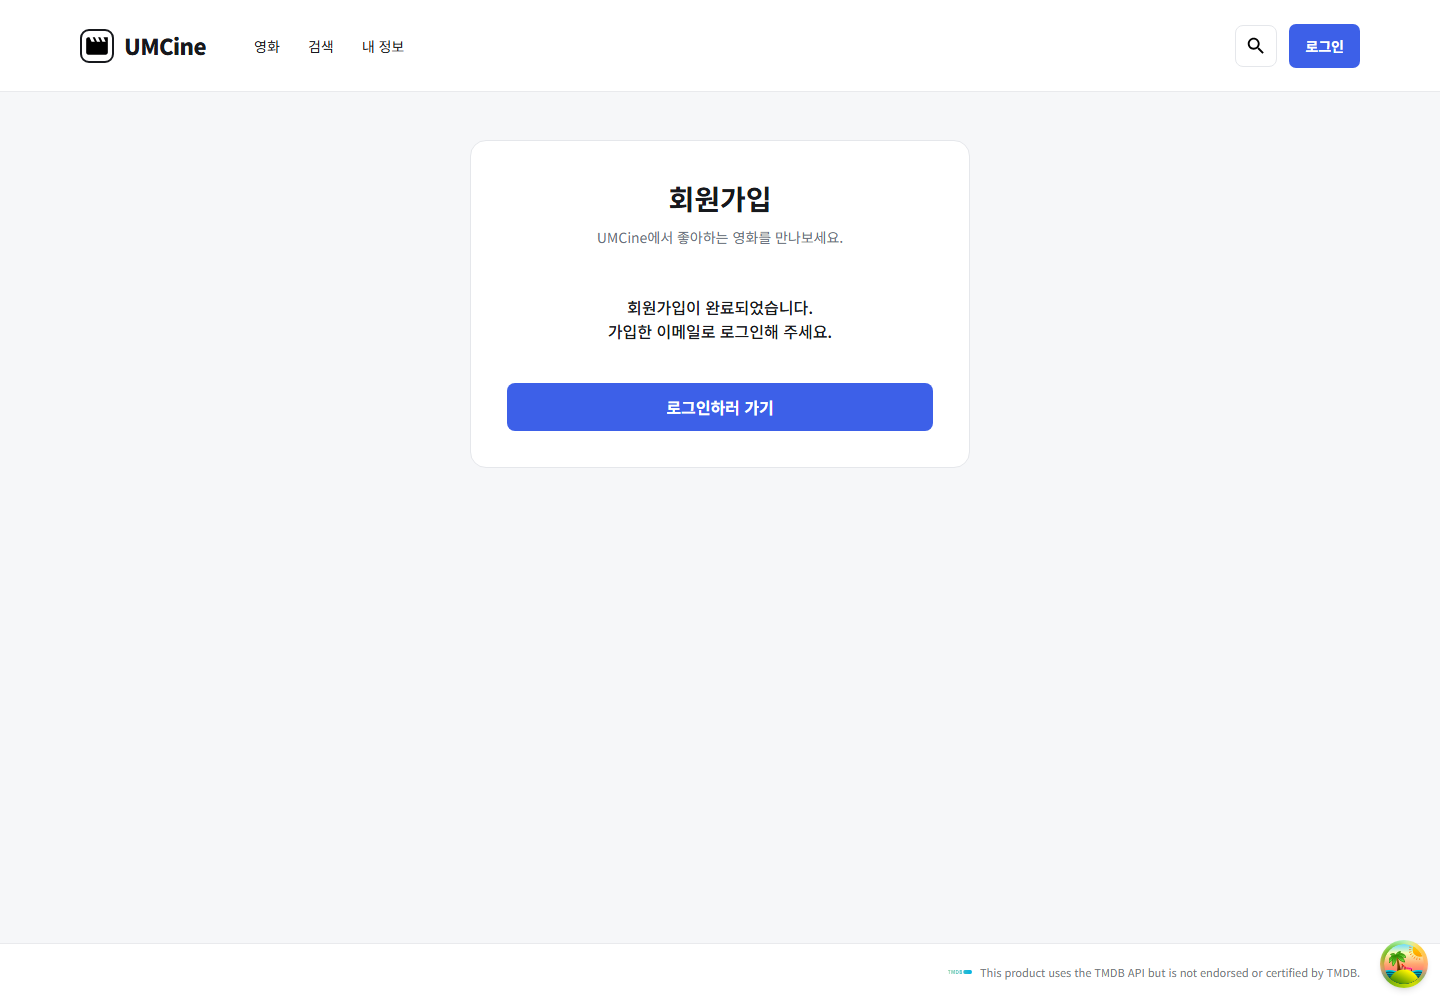 UMCine
영화
검색
내 정보
로그인
회원가입
UMCine에서 좋아하는 영화를 만나보세요.
회원가입이 완료되었습니다.
가입한 이메일로 로그인해 주세요.
로그인하러 가기
TMDB
This product uses the TMDB API but is not endorsed or certified by TMDB.